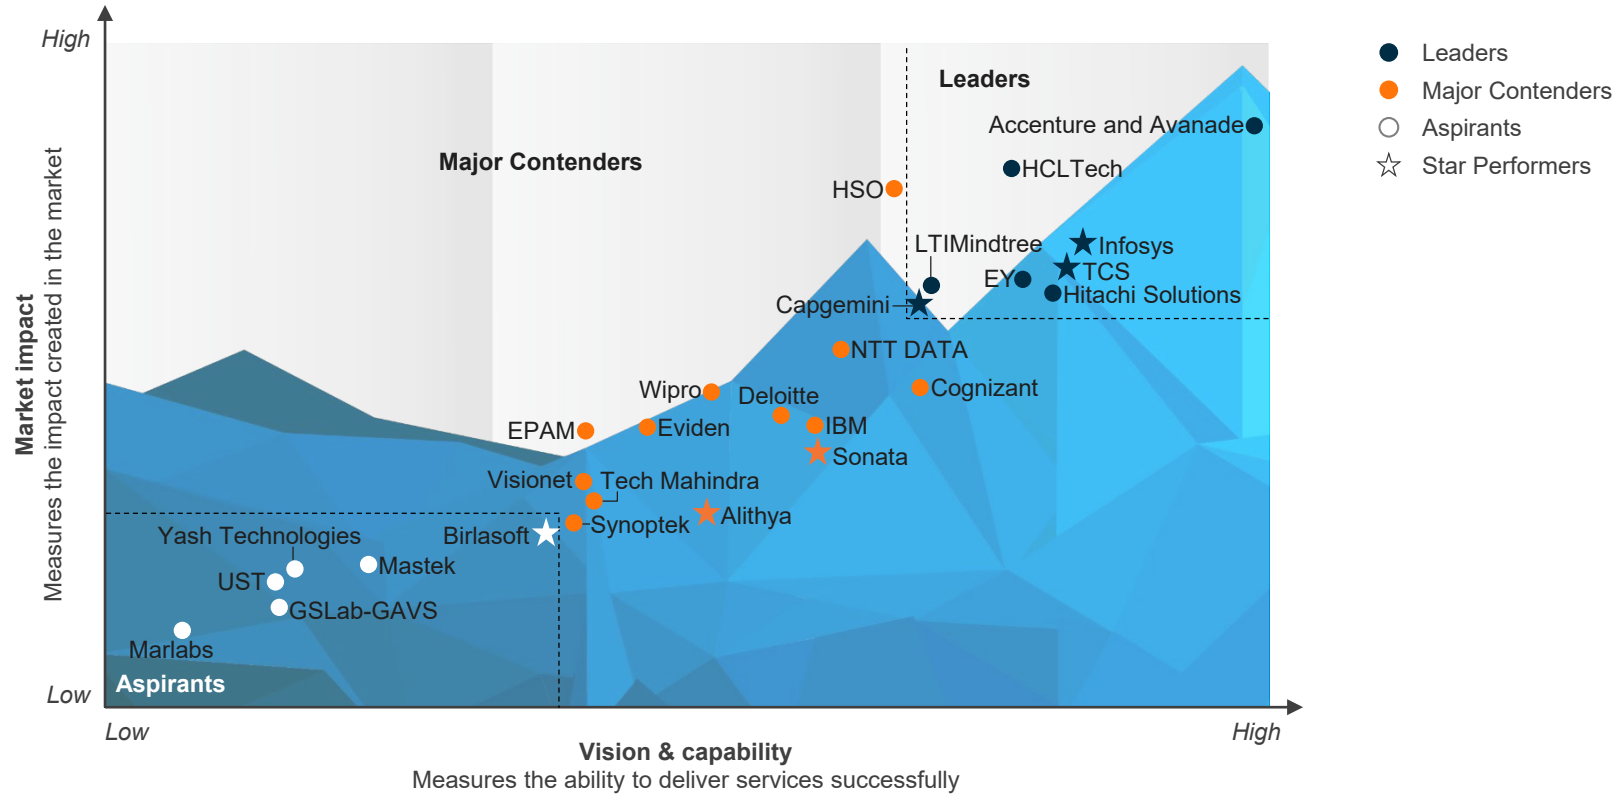 High
Leaders
Leaders
Major Contenders
Aspirants
Star Performers
Accenture and Avanade
HCLTech
Major Contenders
HSO
LTIMindtree
Infosys
TCS
EY
Hitachi Solutions
Capgemini
NTT DATA
Cognizant
Wipro
Deloitte
IBM
EPAM
Eviden
Sonata
Visionet
Tech Mahindra
Alithya
Synoptek
Birlasoft
Yash Technologies
Mastek
UST
GSLab-GAVS
Marlabs
Aspirants
Market impact
Measures the impact created in the market
Low
Low
High
Vision & capability
Measures the ability to deliver services successfully